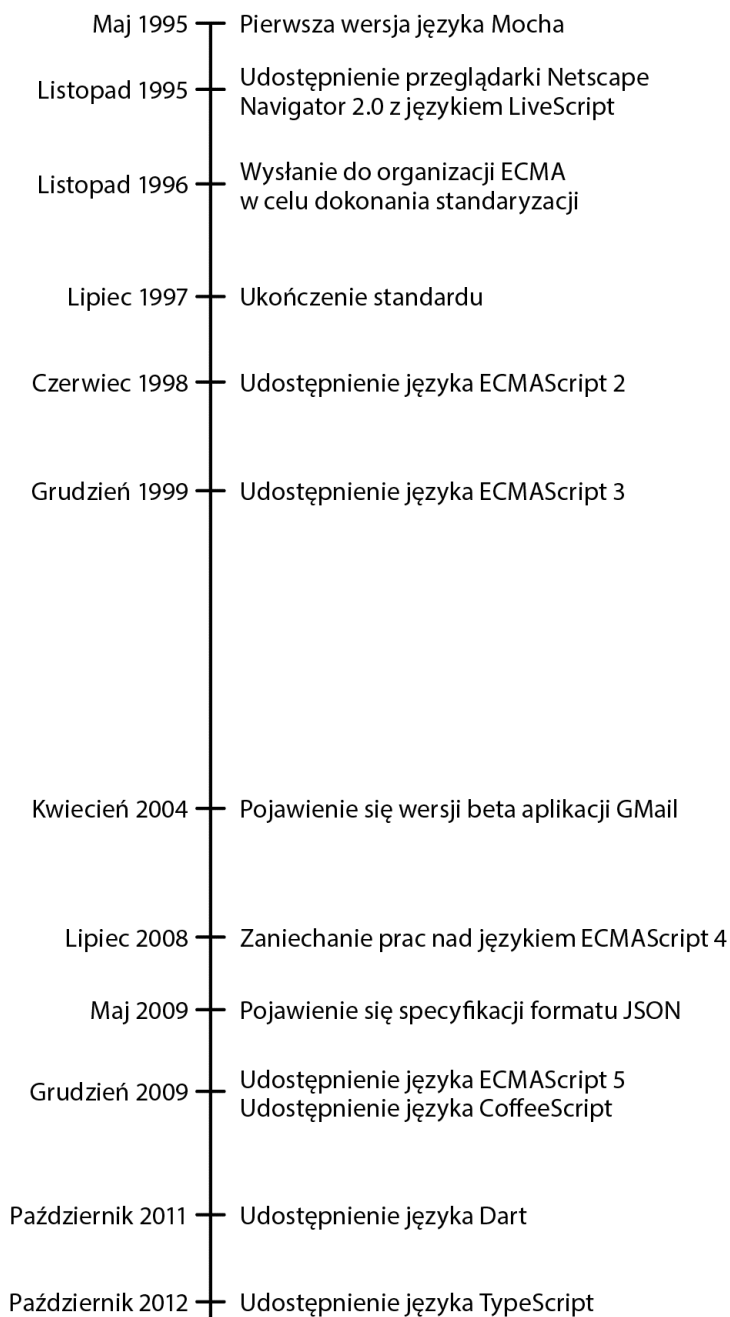 Maj 1995 Pierwsza wersja języka Mocha
Listopad 1995 Udostępnienie przeglądarki Netscape
Navigator 2.0 z językiem LiveScript
Listopad 1996 Wysłanie do organizacji ECMA
w celu dokonania standaryzacji
Lipiec 1997 Ukończenie standardu
Czerwiec 1998 Udostępnienie języka ECMAScript 2
Grudzień 1999 Udostępnienie języka ECMAScript 3
Kwiecień 2004 Pojawienie się wersji beta aplikacji GMail
Lipiec 2008 Zaniechanie prac nad językiem ECMAScript 4
Maj 2009 Pojawienie się specyfikacji formatu JSON
Grudzień 2009 Udostępnienie języka ECMAScript 5
Udostępnienie języka CoffeeScript
Październik 2011 Udostępnienie języka Dart
Październik 2012 Udostępnienie języka TypeScript